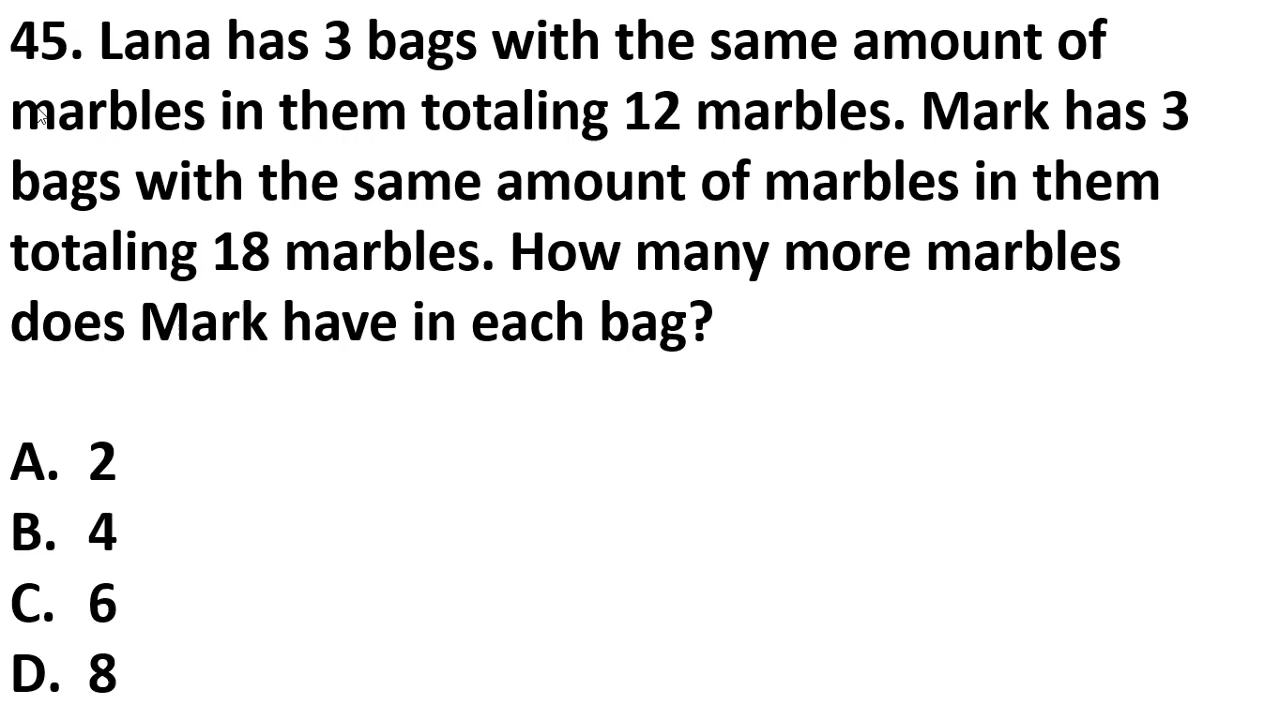 45. Lana has 3 bags with the same amount of
marbles in them totaling 12 marbles. Mark has 3
bags with the same amount of marbles in them
totaling 18 marbles. How many more marbles
does Mark have in each bag?
A. 2
B. 4
C. 6
D. 8